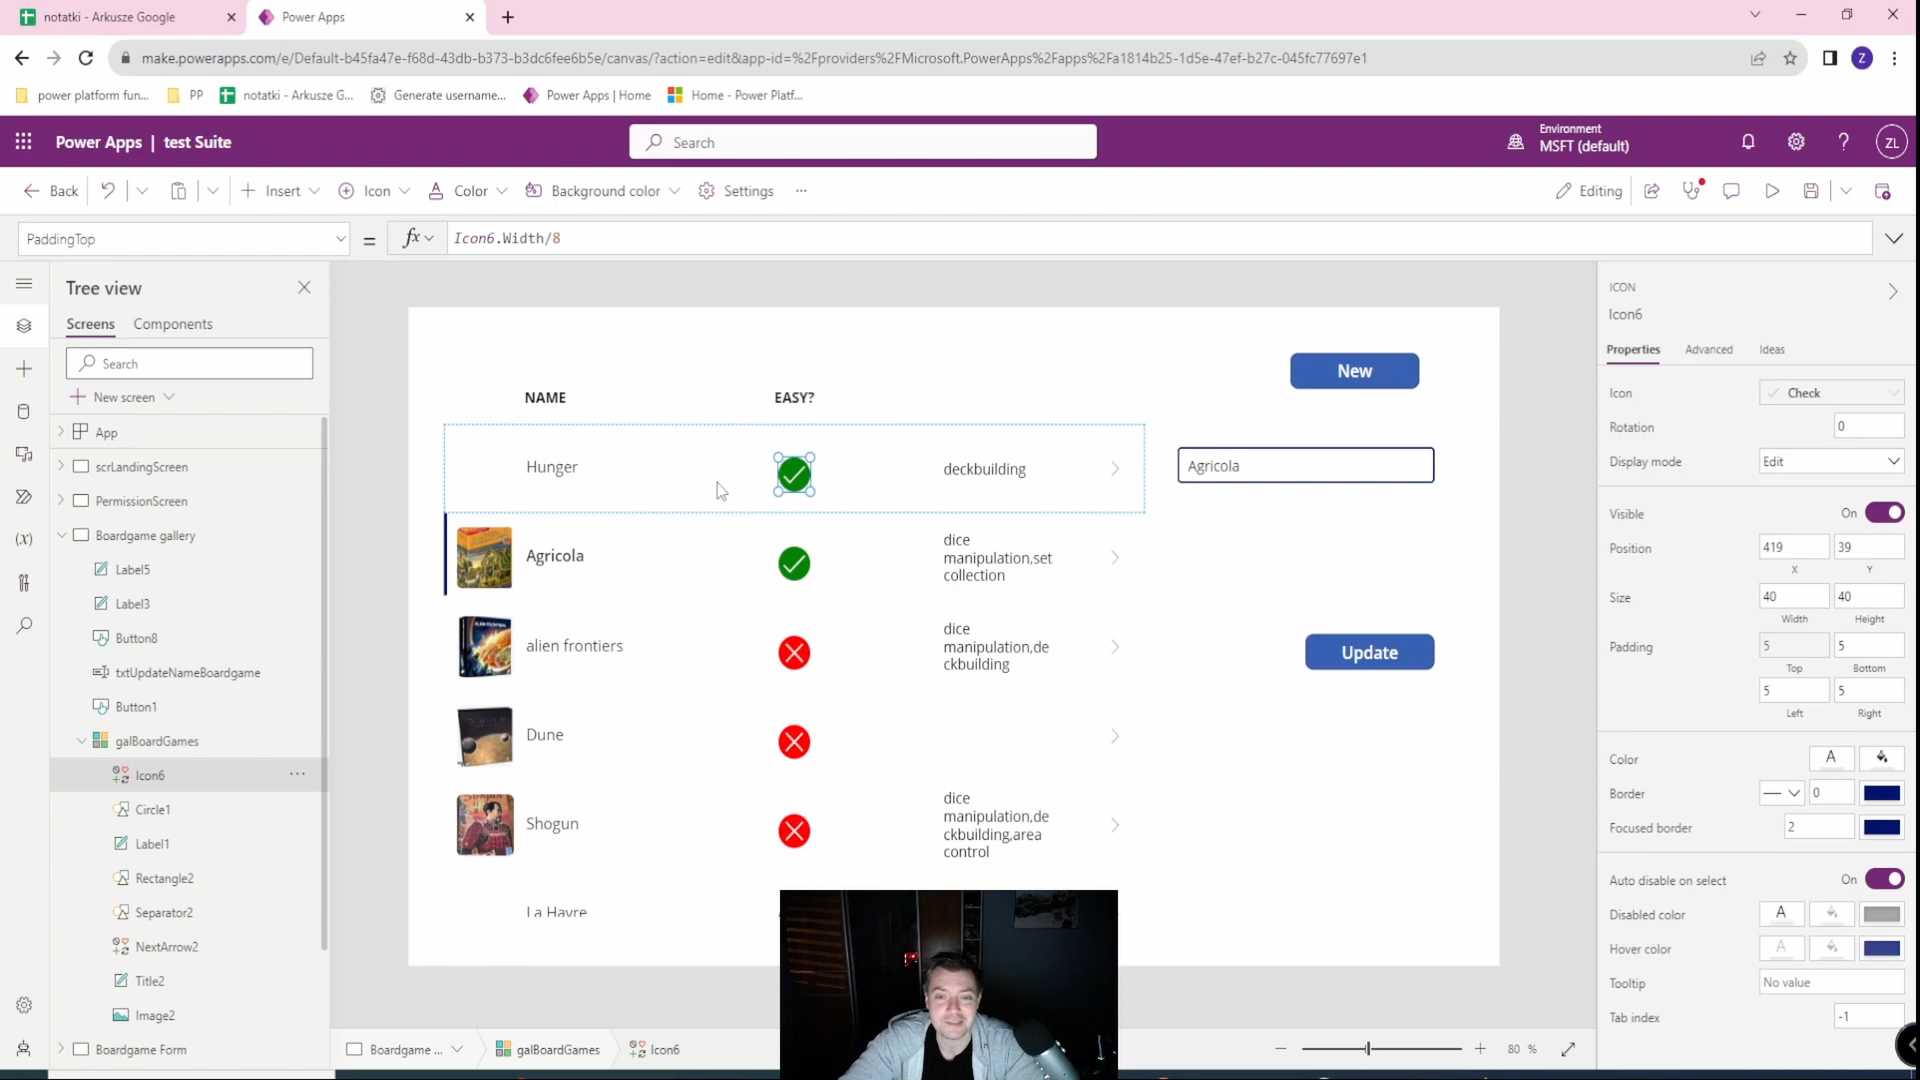 notatki - Arkusze Google
Power Apps
make.powerapps.com/e/Default-b45fa47e-f68d-43db-b373-b3dc6fee6b5e/canvas/?action=edit&app-id=%2Fproviders%2FMicrosoft.PowerApps%2Fapps%2Fa1814b25-1d5e-47ef-b27c-045fc77697e1
Z
power platform fun...
PP
notatki - Arkusze G...
Generate username...
Power Apps | Home
Home - Power Platf...
Power Apps | test Suite
Search
Environment
MSFT (default)
ZL
Back
Insert
Icon
Color
Background color
Settings
...
Editing
PaddingTop
=
fx
Icon6.Width/8
Tree view
Screens
Components
Search
New screen
App
scrLandingScreen
PermissionScreen
Boardgame gallery
Label5
Label3
Button8
txtUpdateNameBoardgame
Button1
galBoardGames
Icon6
...
Circle1
Label1
Rectangle2
Separator2
NextArrow2
Title2
Image2
Boardgame Form
New
NAME
EASY?
Hunger
deckbuilding
Agricola
Agricola
dice
manipulation,set
collection
alien frontiers
dice
manipulation,de
ckbuilding
Update
Dune
Shogun
dice
manipulation,de
ckbuilding,area
control
La Havre
Boardgame ...
galBoardGames
Icon6
80 %
ICON
Icon6
Properties
Advanced
Ideas
Icon
Check
Rotation
0
Display mode
Edit
Visible
On
Position
419
39
X
Y
Size
40
40
Width
Height
Padding
5
5
Top
Bottom
5
5
Left
Right
Color
A
Border
0
Focused border
2
Auto disable on select
On
Disabled color
A
Hover color
A
Tooltip
No value
Tab index
-1